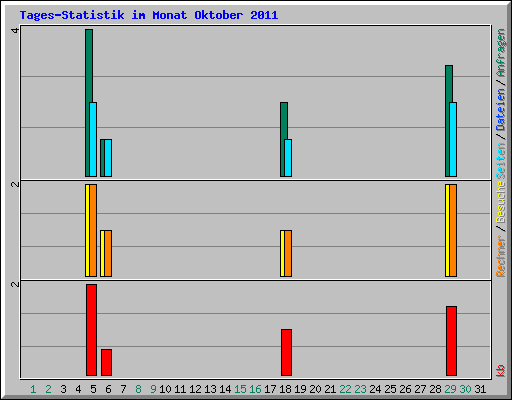 Tages-Statistik im Monat Oktober 2011
4
2
2
Rechner / Besuche Seiten / Dateien / Anfragen
kb
1 2 3 4 5 6 7 8 9 10 11 12 13 14 15 16 17 18 19 20 21 22 23 24 25 26 27 28 29 30 31